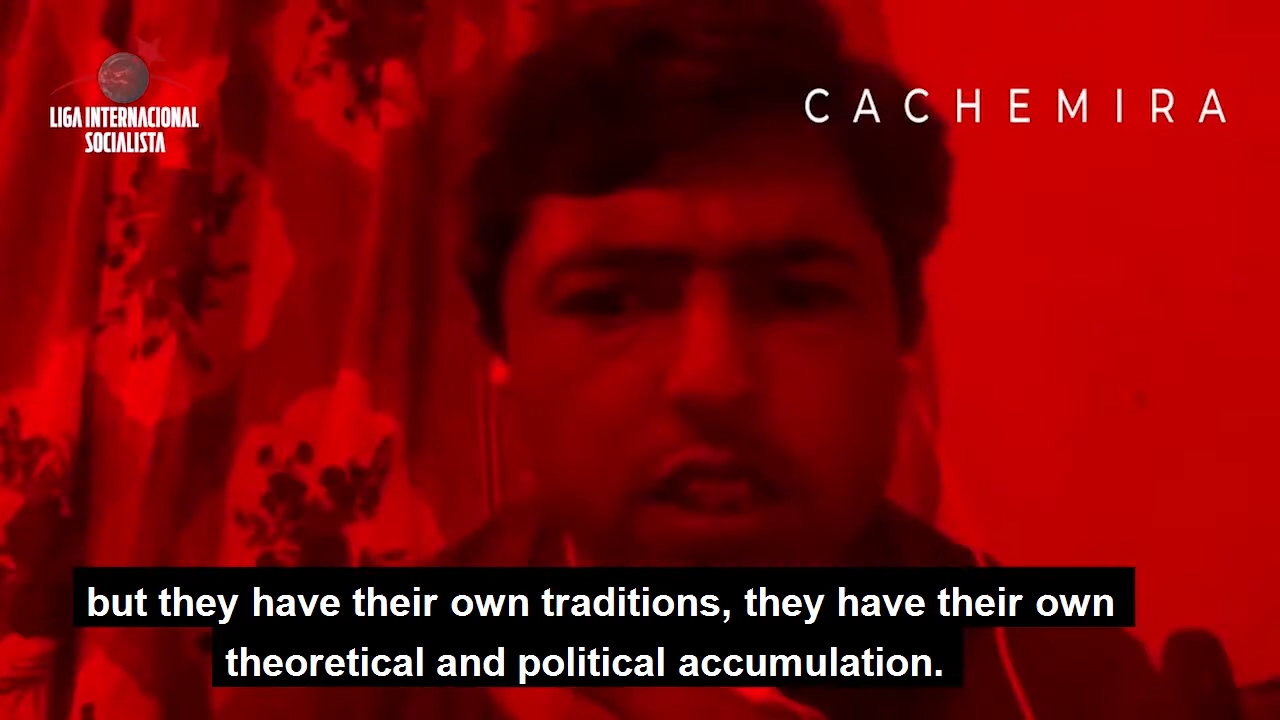 LIGA INTERNACIONAL
SOCIALISTA
CACHEMIRA
but they have their own traditions, they have their own
theoretical and political accumulation.